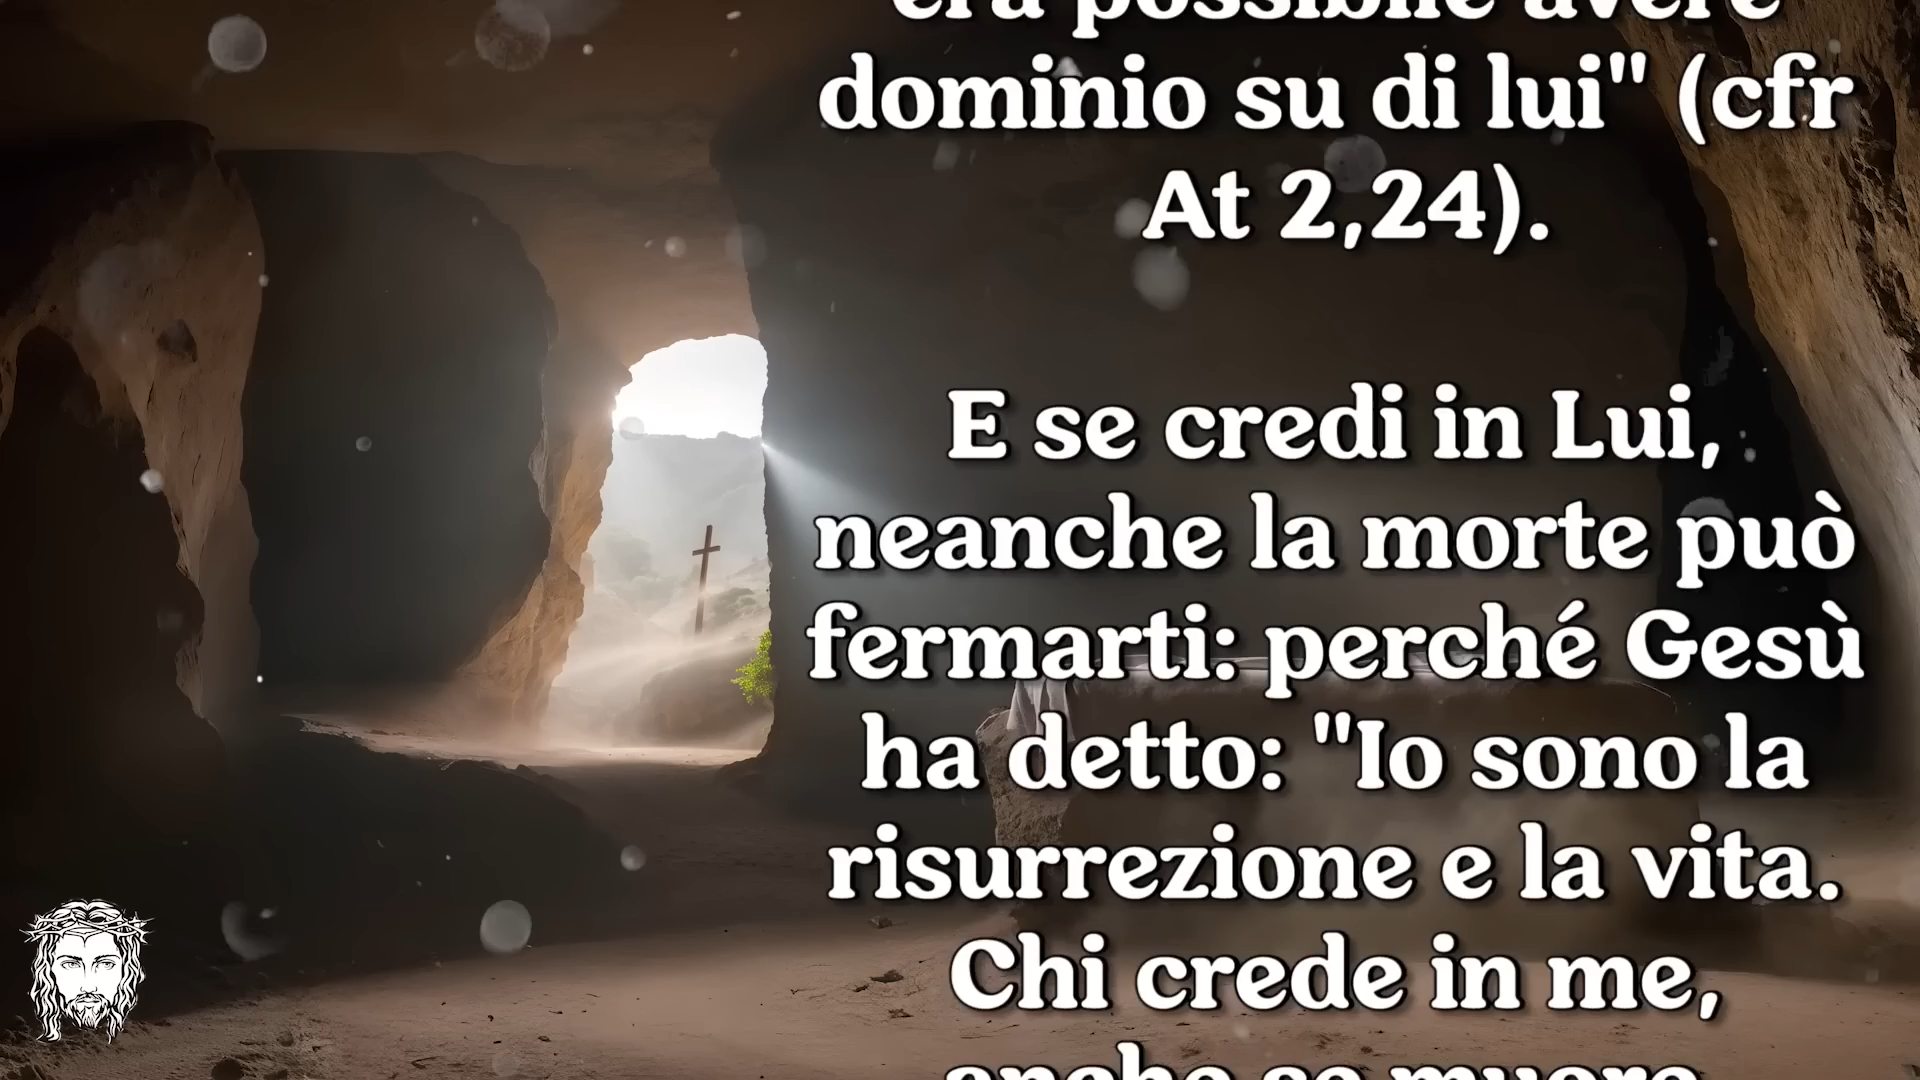 era possibile avere
dominio su di lui" (cfr
At 2,24).
E se credi in Lui,
neanche la morte può
fermarti: perché Gesù
ha detto: "Io sono la
risurrezione e la vita.
Chi crede in me,
anche se muore,